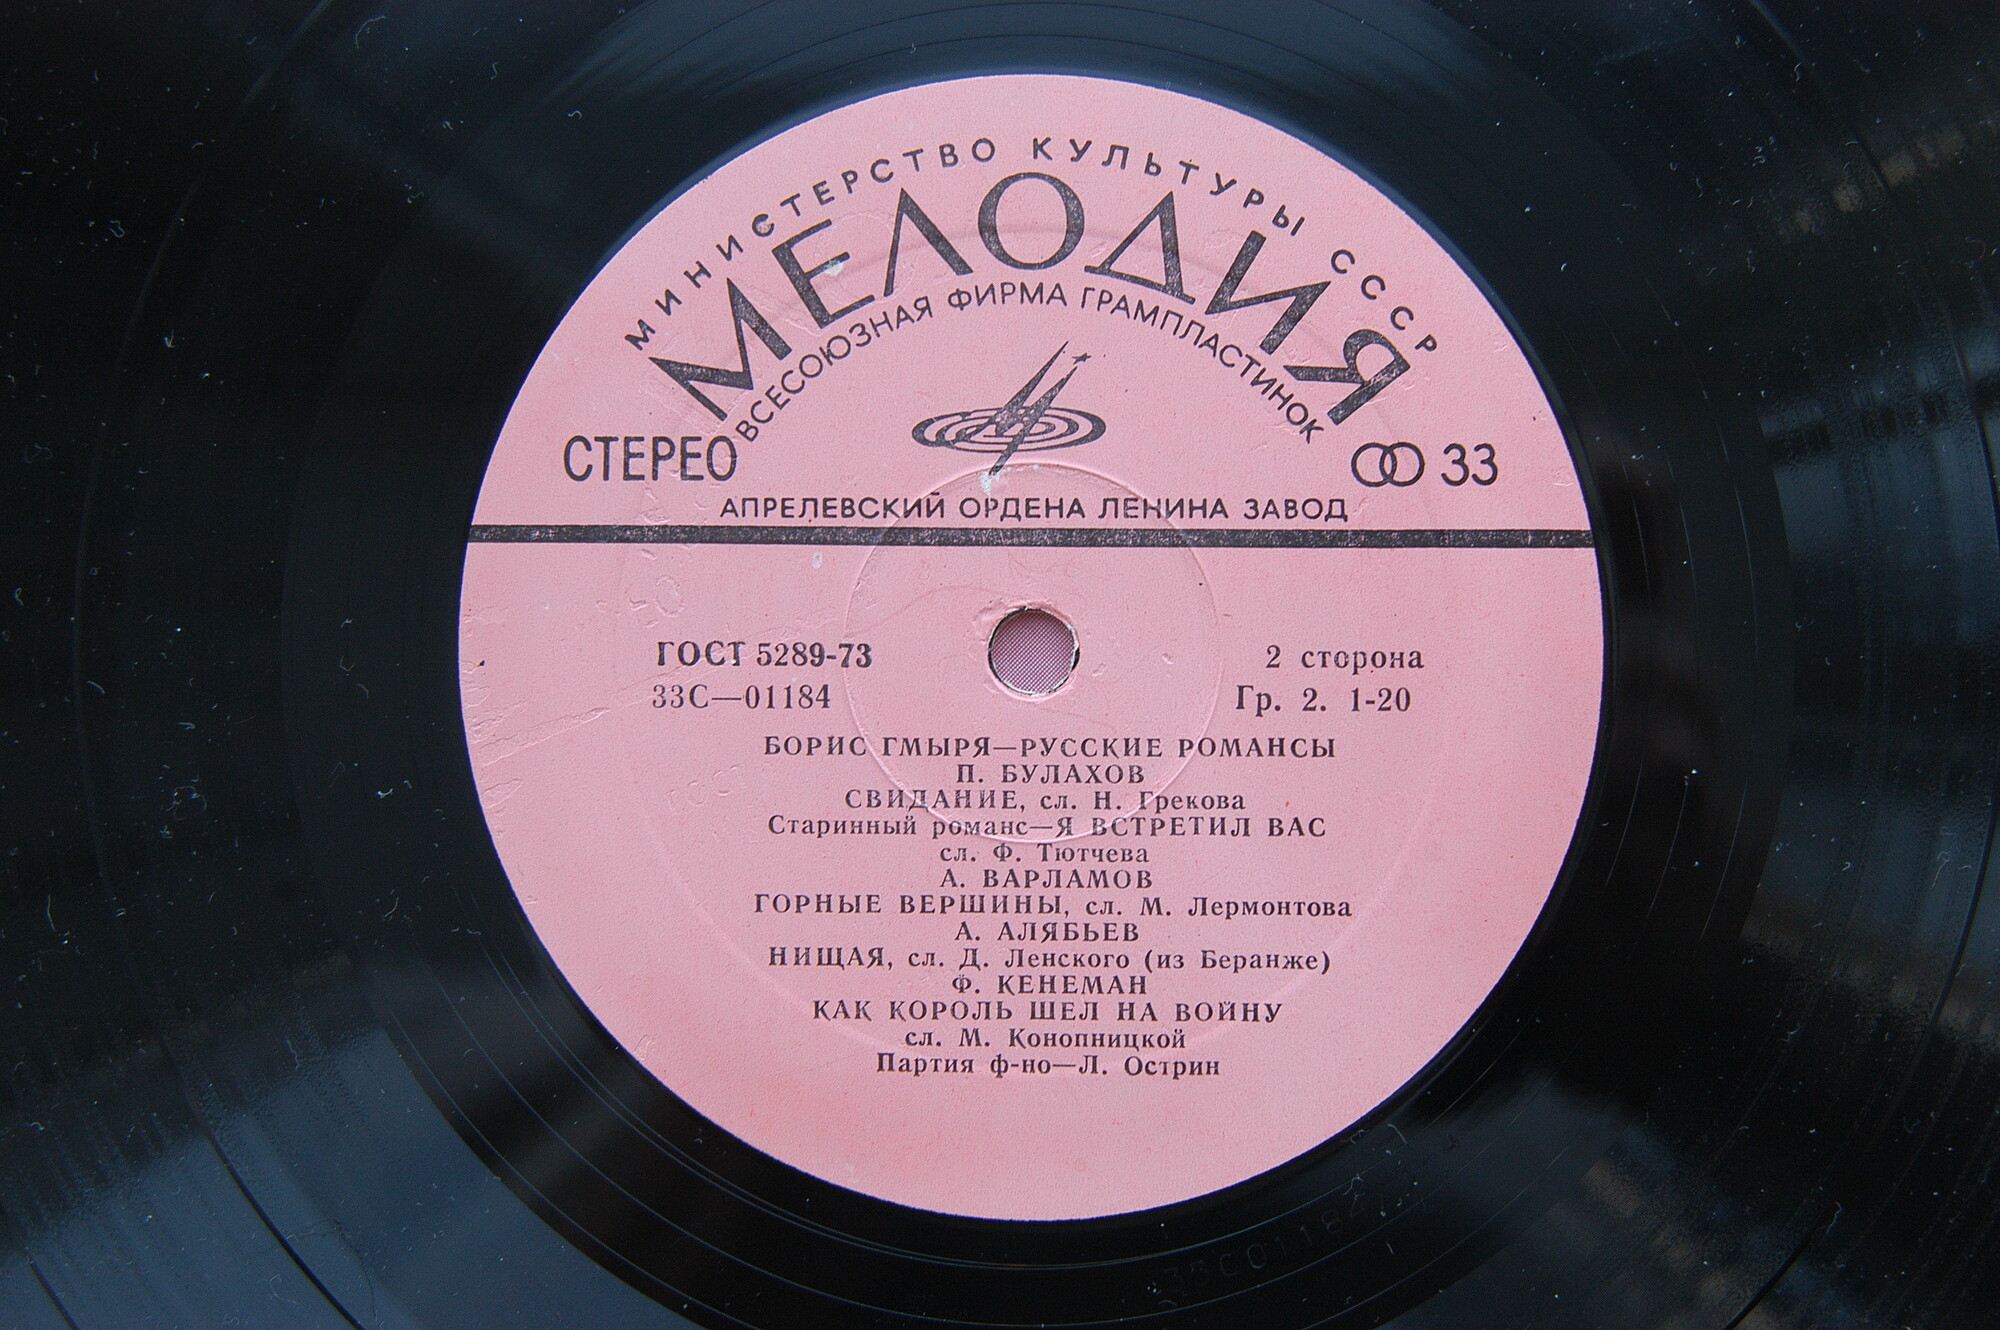 МИНИСТЕРСТВО КУЛЬТУРЫ СССР
МЕЛОДИЯ
ВСЕСОЮЗНАЯ ФИРМА ГРАМПЛАСТИНОК
СТЕРЕО
33
АПРЕЛЕВСКИЙ ОРДЕНА ЛЕНИНА ЗАВОД
ГОСТ 5289-73
2 сторона
33С—01184
Гр. 2. 1-20
БОРИС ГМЫРЯ—РУССКИЕ РОМАНСЫ
П. БУЛАХОВ
СВИДАНИЕ, сл. Н. Грекова
Старинный романс—Я ВСТРЕТИЛ ВАС
сл. Ф. Тютчева
А. ВАРЛАМОВ
ГОРНЫЕ ВЕРШИНЫ, сл. М. Лермонтова
А. АЛЯБЬЕВ
НИЩАЯ, сл. Д. Ленского (из Беранже)
Ф. КЕНЕМАН
КАК КОРОЛЬ ШЕЛ НА ВОЙНУ
сл. М. Конопницкой
Партия ф-но—Л. Острин